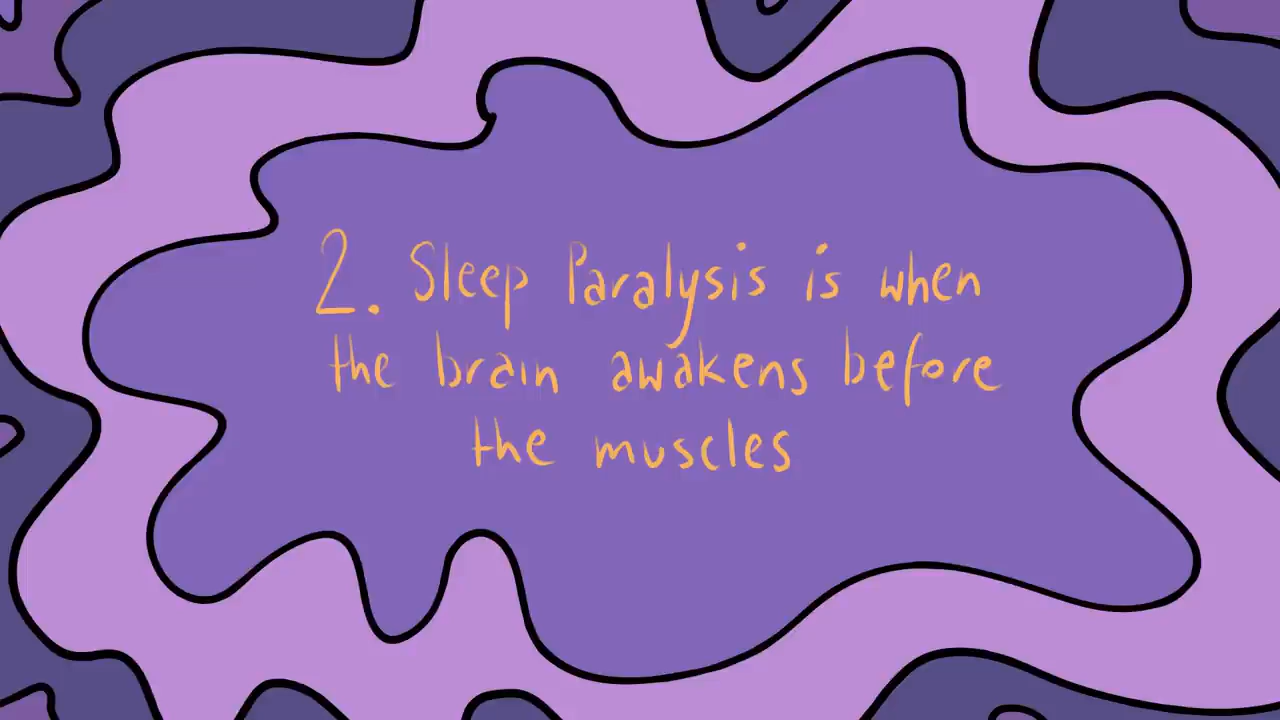 2. Sleep Paralysis is when
the brain awakens before
the muscles